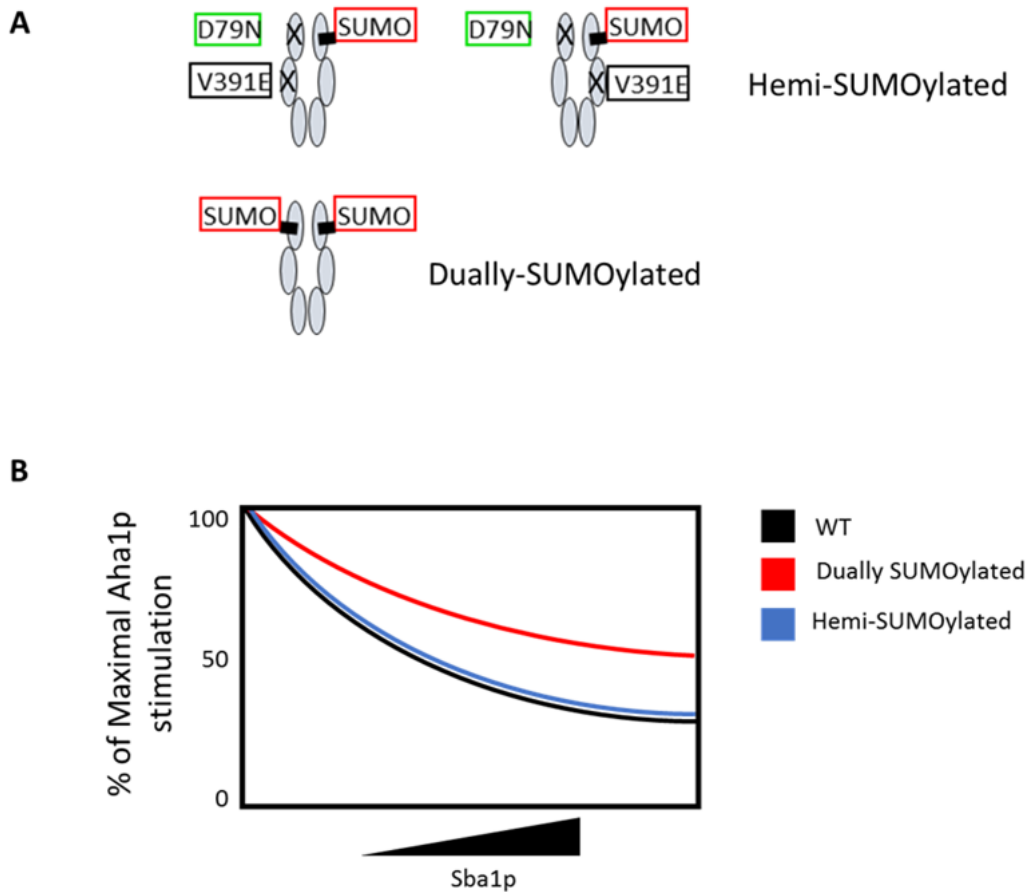 A
D79N
SUMO
D79N
SUMO
V391E
V391E
Hemi-SUMOylated
SUMO
SUMO
Dually-SUMOylated
B
% of Maximal Aha1p
stimulation
100
50
0
Sba1p
WT
Dually SUMOylated
Hemi-SUMOylated